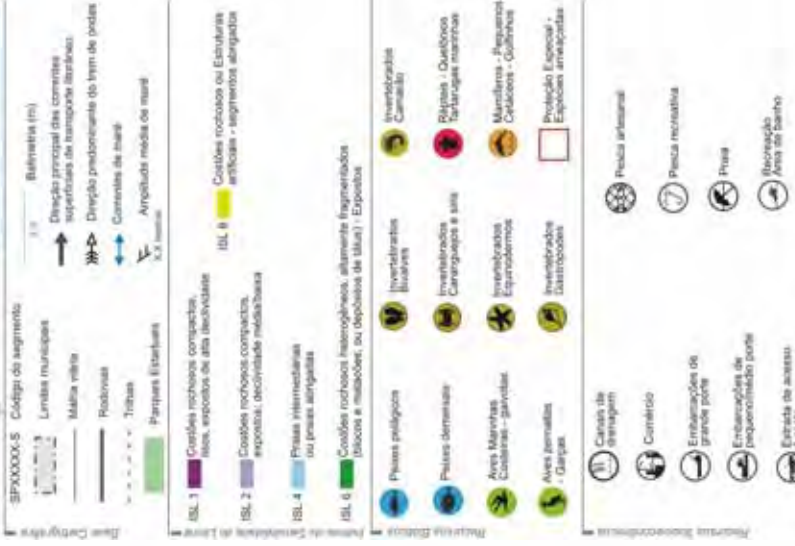 Base Cartográfica
SPXXXX-S Código do segmento
Limites municipais
Malha viária
Rodovias
Trilhas
Parques Estaduais
Batimetria (m)
Direção principal das correntes
superficiais de transporte litorâneo
Direção predominante do trem de ondas
Correntes de maré
Amplitude média de maré
X,X metros
Índice de Sensibilidade do Litoral
ISL 1 Costões rochosos compactos,
lisos, expostos de alta declividade
ISL 2 Costões rochosos compactos,
expostos, declividade média/baixa
ISL 4 Praias intermediárias
ou praias abrigadas
ISL 6 Costões rochosos heterogêneos, altamente fragmentados
(blocos e matacões, ou depósitos de tálus) - Expostos
ISL 8 Costões rochosos ou Estruturas
artificiais - segmentos abrigados
Recursos Bióticos
Peixes pelágicos
Peixes demersais
Aves Marinhas
Costeiras - gaivotas
Aves pernaltas
- Garças
Invertebrados
Bivalves
Invertebrados
Caranguejos e siris
Invertebrados
Equinodermos
Invertebrados
Gastrópodes
Invertebrados
Camarão
Répteis - Quelônios
Tartarugas marinhas
Mamíferos - Pequenos
Cetáceos - Golfinhos
Proteção Especial -
Espécies ameaçadas
Recursos Socioeconômicos
Canais de
drenagem
Comércio
Embarcações de
grande porte
Embarcações de
pequeno/médio porte
Estrada de acesso
Pesca artesanal
Pesca recreativa
Praia
Recreação
Área de banho